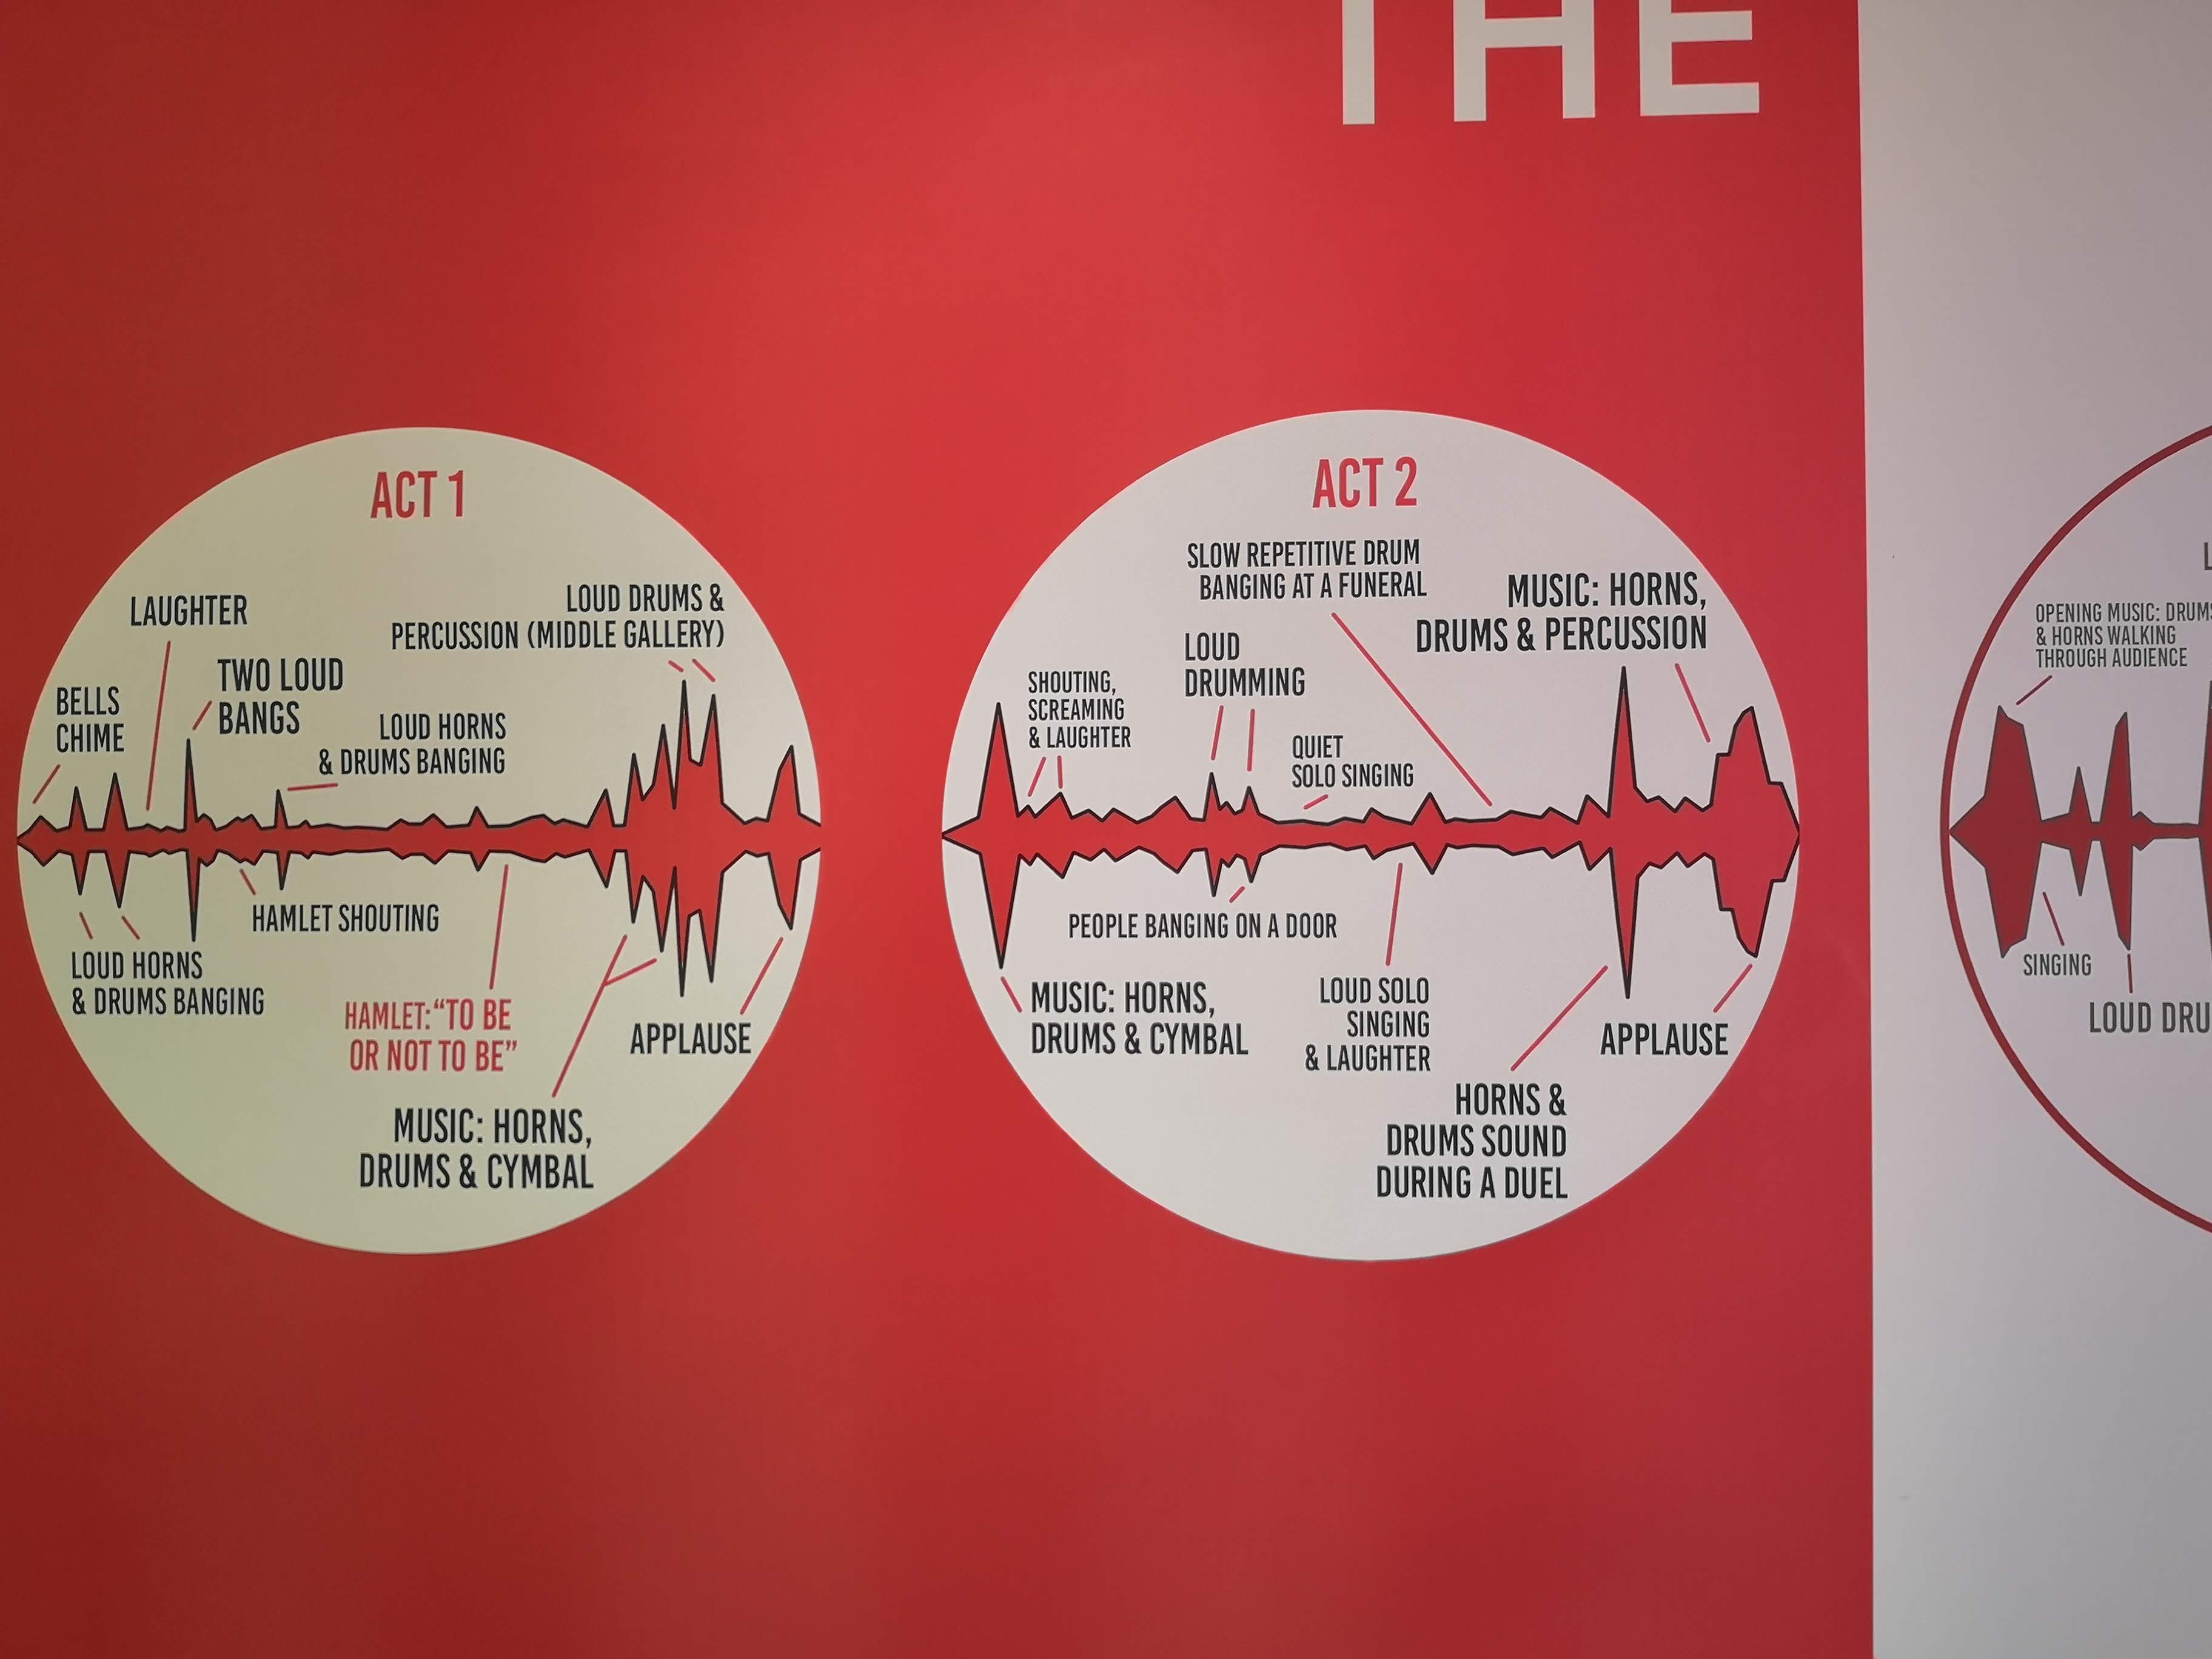 THE
ACT 1
LAUGHTER
LOUD DRUMS &
PERCUSSION (MIDDLE GALLERY)
BELLS
CHIME
TWO LOUD
BANGS
LOUD HORNS
& DRUMS BANGING
HAMLET SHOUTING
LOUD HORNS
& DRUMS BANGING
HAMLET: “TO BE
OR NOT TO BE”
APPLAUSE
MUSIC: HORNS,
DRUMS & CYMBAL
ACT 2
SLOW REPETITIVE DRUM
BANGING AT A FUNERAL
MUSIC: HORNS,
DRUMS & PERCUSSION
SHOUTING,
SCREAMING
& LAUGHTER
LOUD
DRUMMING
QUIET
SOLO SINGING
PEOPLE BANGING ON A DOOR
MUSIC: HORNS,
DRUMS & CYMBAL
LOUD SOLO
SINGING
& LAUGHTER
APPLAUSE
HORNS &
DRUMS SOUND
DURING A DUEL
OPENING MUSIC: DRUMS
& HORNS WALKING
THROUGH AUDIENCE
SINGING
LOUD DRU